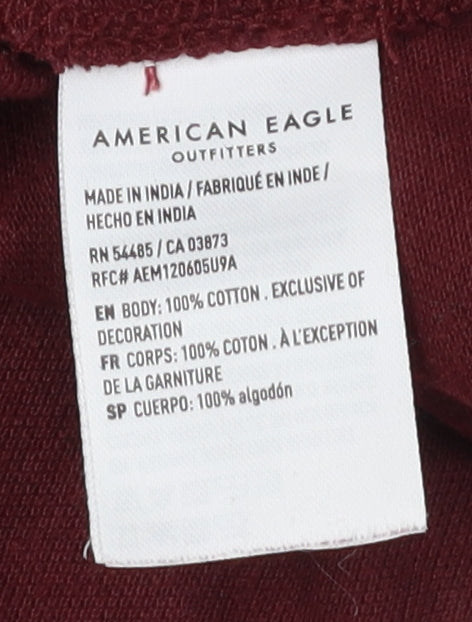 AMERICAN EAGLE
OUTFITTERS
MADE IN INDIA / FABRIQUÉ EN INDE /
HECHO EN INDIA
RN 54485 / CA 03873
RFC# AEM120605U9A
EN BODY: 100% COTTON . EXCLUSIVE OF
DECORATION
FR CORPS: 100% COTON . À L'EXCEPTION
DE LA GARNITURE
SP CUERPO: 100% algodón